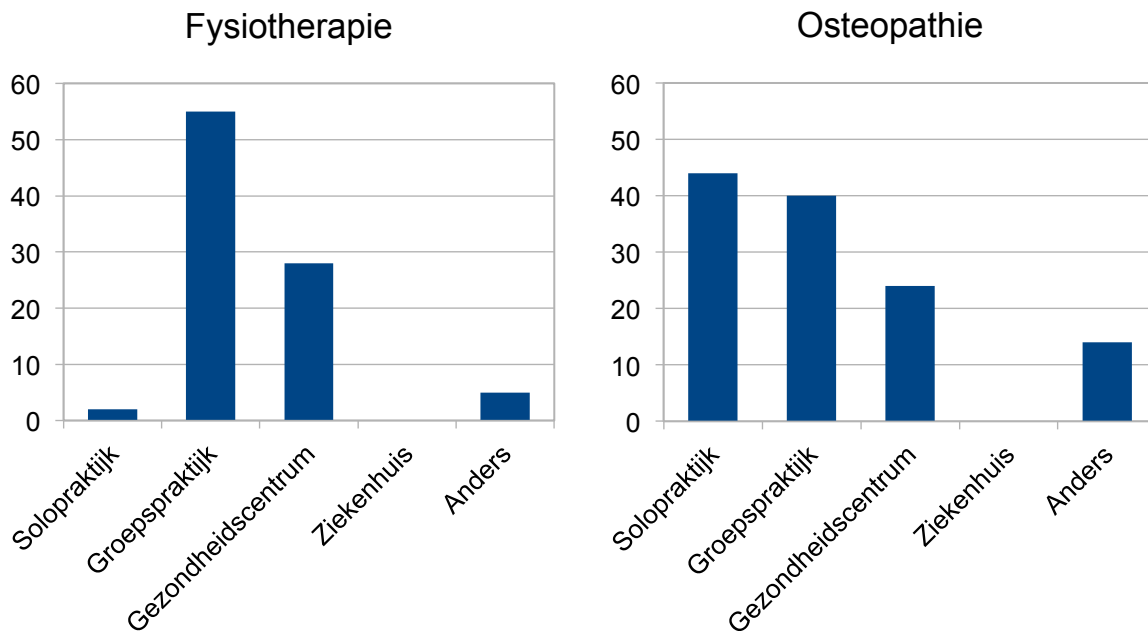 Fysiotherapie
60
50
40
30
20
10
0
Solopraktijk
Groepspraktijk
Gezondheidscentrum
Ziekenhuis
Anders
Osteopathie
60
50
40
30
20
10
0
Solopraktijk
Groepspraktijk
Gezondheidscentrum
Ziekenhuis
Anders